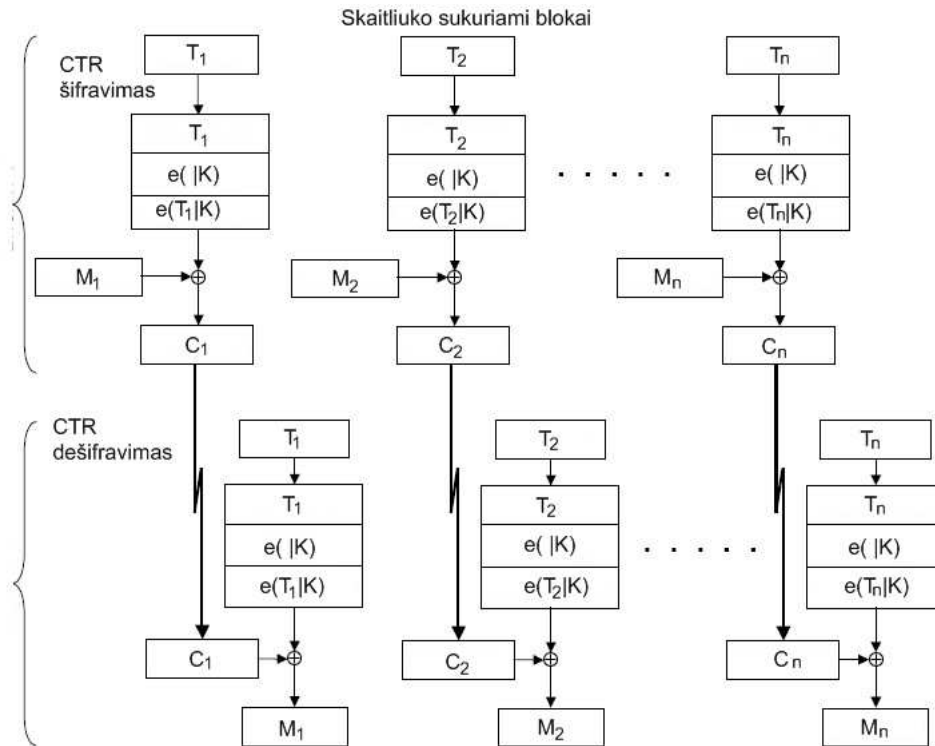 Skaitliuko sukuriami blokai
CTR
šifravimas
T₁ T₂ Tₙ
T₁ T₂ Tₙ
e( |K) e( |K) . . . . . e( |K)
e(T₁|K) e(T₂|K) e(Tₙ|K)
M₁ ⊕ M₂ ⊕ Mₙ ⊕
C₁ C₂ Cₙ
CTR
dešifravimas
T₁ T₂ Tₙ
T₁ T₂ Tₙ
e( |K) e( |K) . . . . . e( |K)
e(T₁|K) e(T₂|K) e(Tₙ|K)
C₁ ⊕ C₂ ⊕ Cₙ ⊕
M₁ M₂ Mₙ